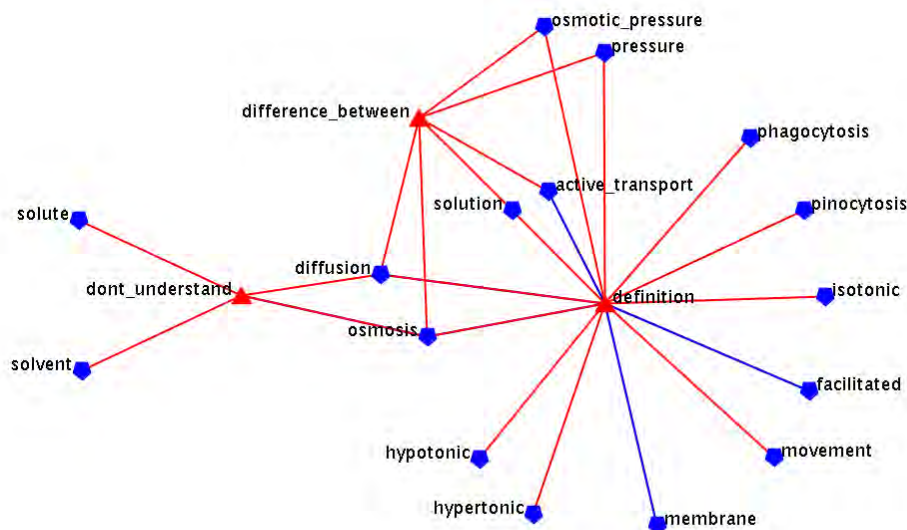 osmotic_pressure
pressure
difference_between
phagocytosis
active_transport
solution
pinocytosis
solute
diffusion
dont_understand
isotonic
definition
osmosis
solvent
facilitated
hypotonic
movement
hypertonic
membrane